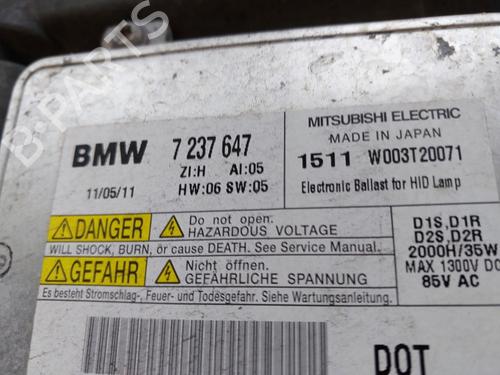 BMW 7 237 647
ZI:H AI:05
11/05/11 HW:06 SW:05
MITSUBISHI ELECTRIC
MADE IN JAPAN
1511 W003T20071
Electronic Ballast for HID Lamp
DANGER Do not open.
HAZARDOUS VOLTAGE
WILL SHOCK, BURN, or cause DEATH. See Service Manual.
GEFAHR Nicht öffnen.
GEFÄHRLICHE SPANNUNG
Es besteht Stromschlag-, Feuer- und Todesgefahr. Siehe Wartungsanleitung.
D1S,D1R
D2S,D2R
2000H/35W
MAX 1300V DC
85V AC
DOT
B-PARTS